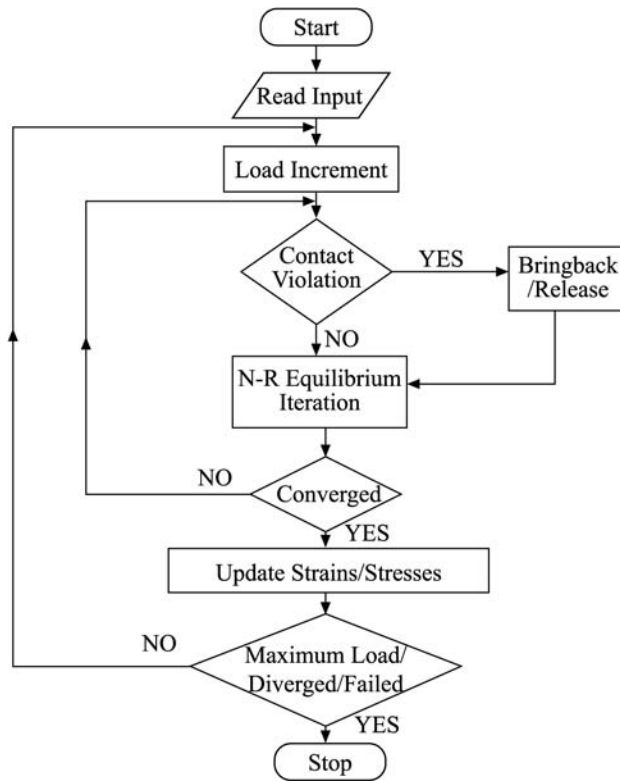 Start
Read Input
Load Increment
Contact
Violation
YES
Bringback
/Release
NO
N-R Equilibrium
Iteration
NO
Converged
YES
Update Strains/Stresses
NO
Maximum Load/
Diverged/Failed
YES
Stop